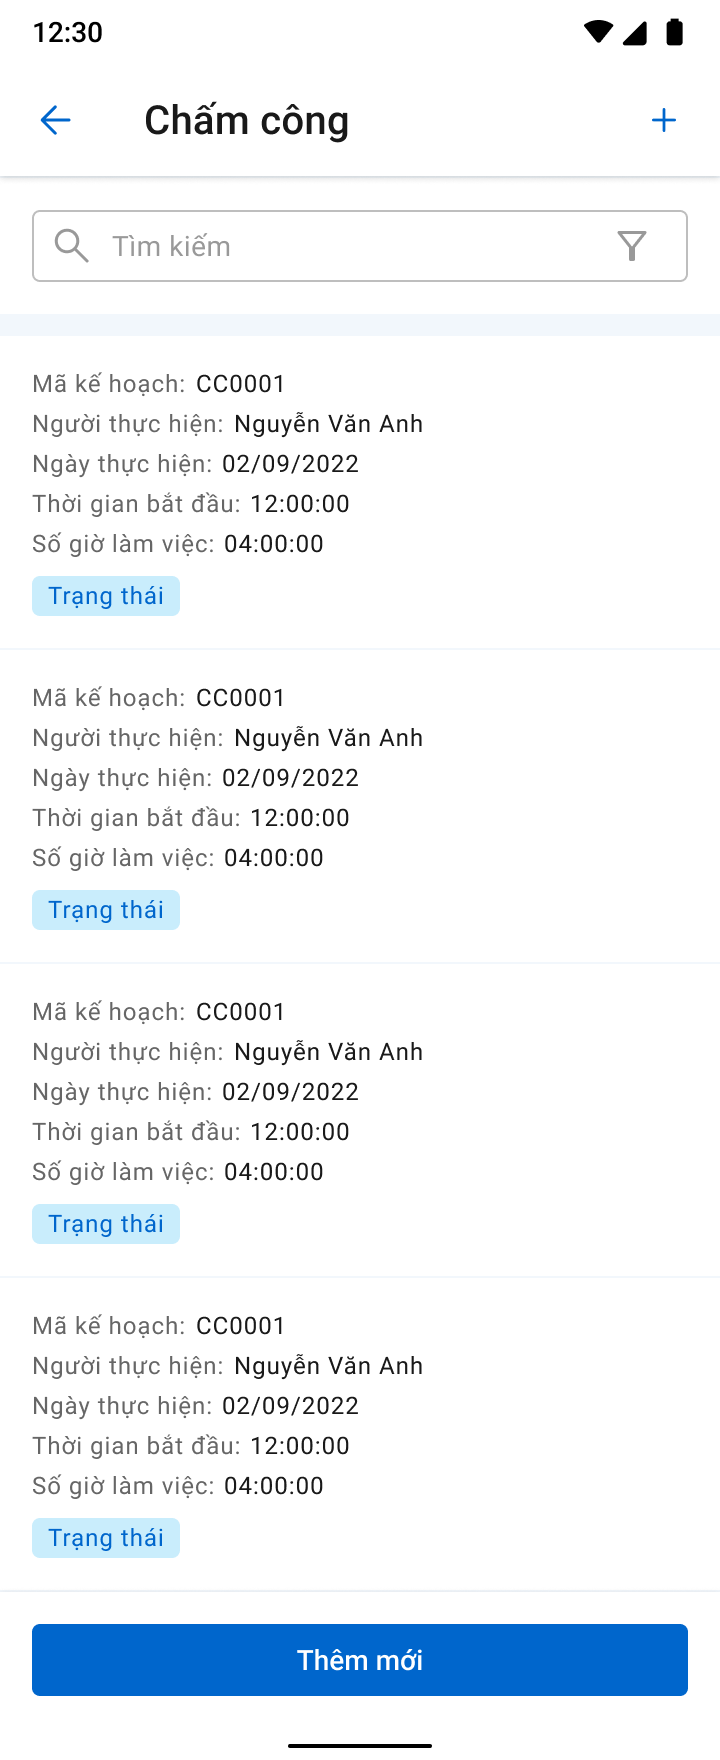 12:30
Chấm công
Tìm kiếm
Mã kế hoạch: CC0001
Người thực hiện: Nguyễn Văn Anh
Ngày thực hiện: 02/09/2022
Thời gian bắt đầu: 12:00:00
Số giờ làm việc: 04:00:00
Trạng thái
Mã kế hoạch: CC0001
Người thực hiện: Nguyễn Văn Anh
Ngày thực hiện: 02/09/2022
Thời gian bắt đầu: 12:00:00
Số giờ làm việc: 04:00:00
Trạng thái
Mã kế hoạch: CC0001
Người thực hiện: Nguyễn Văn Anh
Ngày thực hiện: 02/09/2022
Thời gian bắt đầu: 12:00:00
Số giờ làm việc: 04:00:00
Trạng thái
Mã kế hoạch: CC0001
Người thực hiện: Nguyễn Văn Anh
Ngày thực hiện: 02/09/2022
Thời gian bắt đầu: 12:00:00
Số giờ làm việc: 04:00:00
Trạng thái
Thêm mới